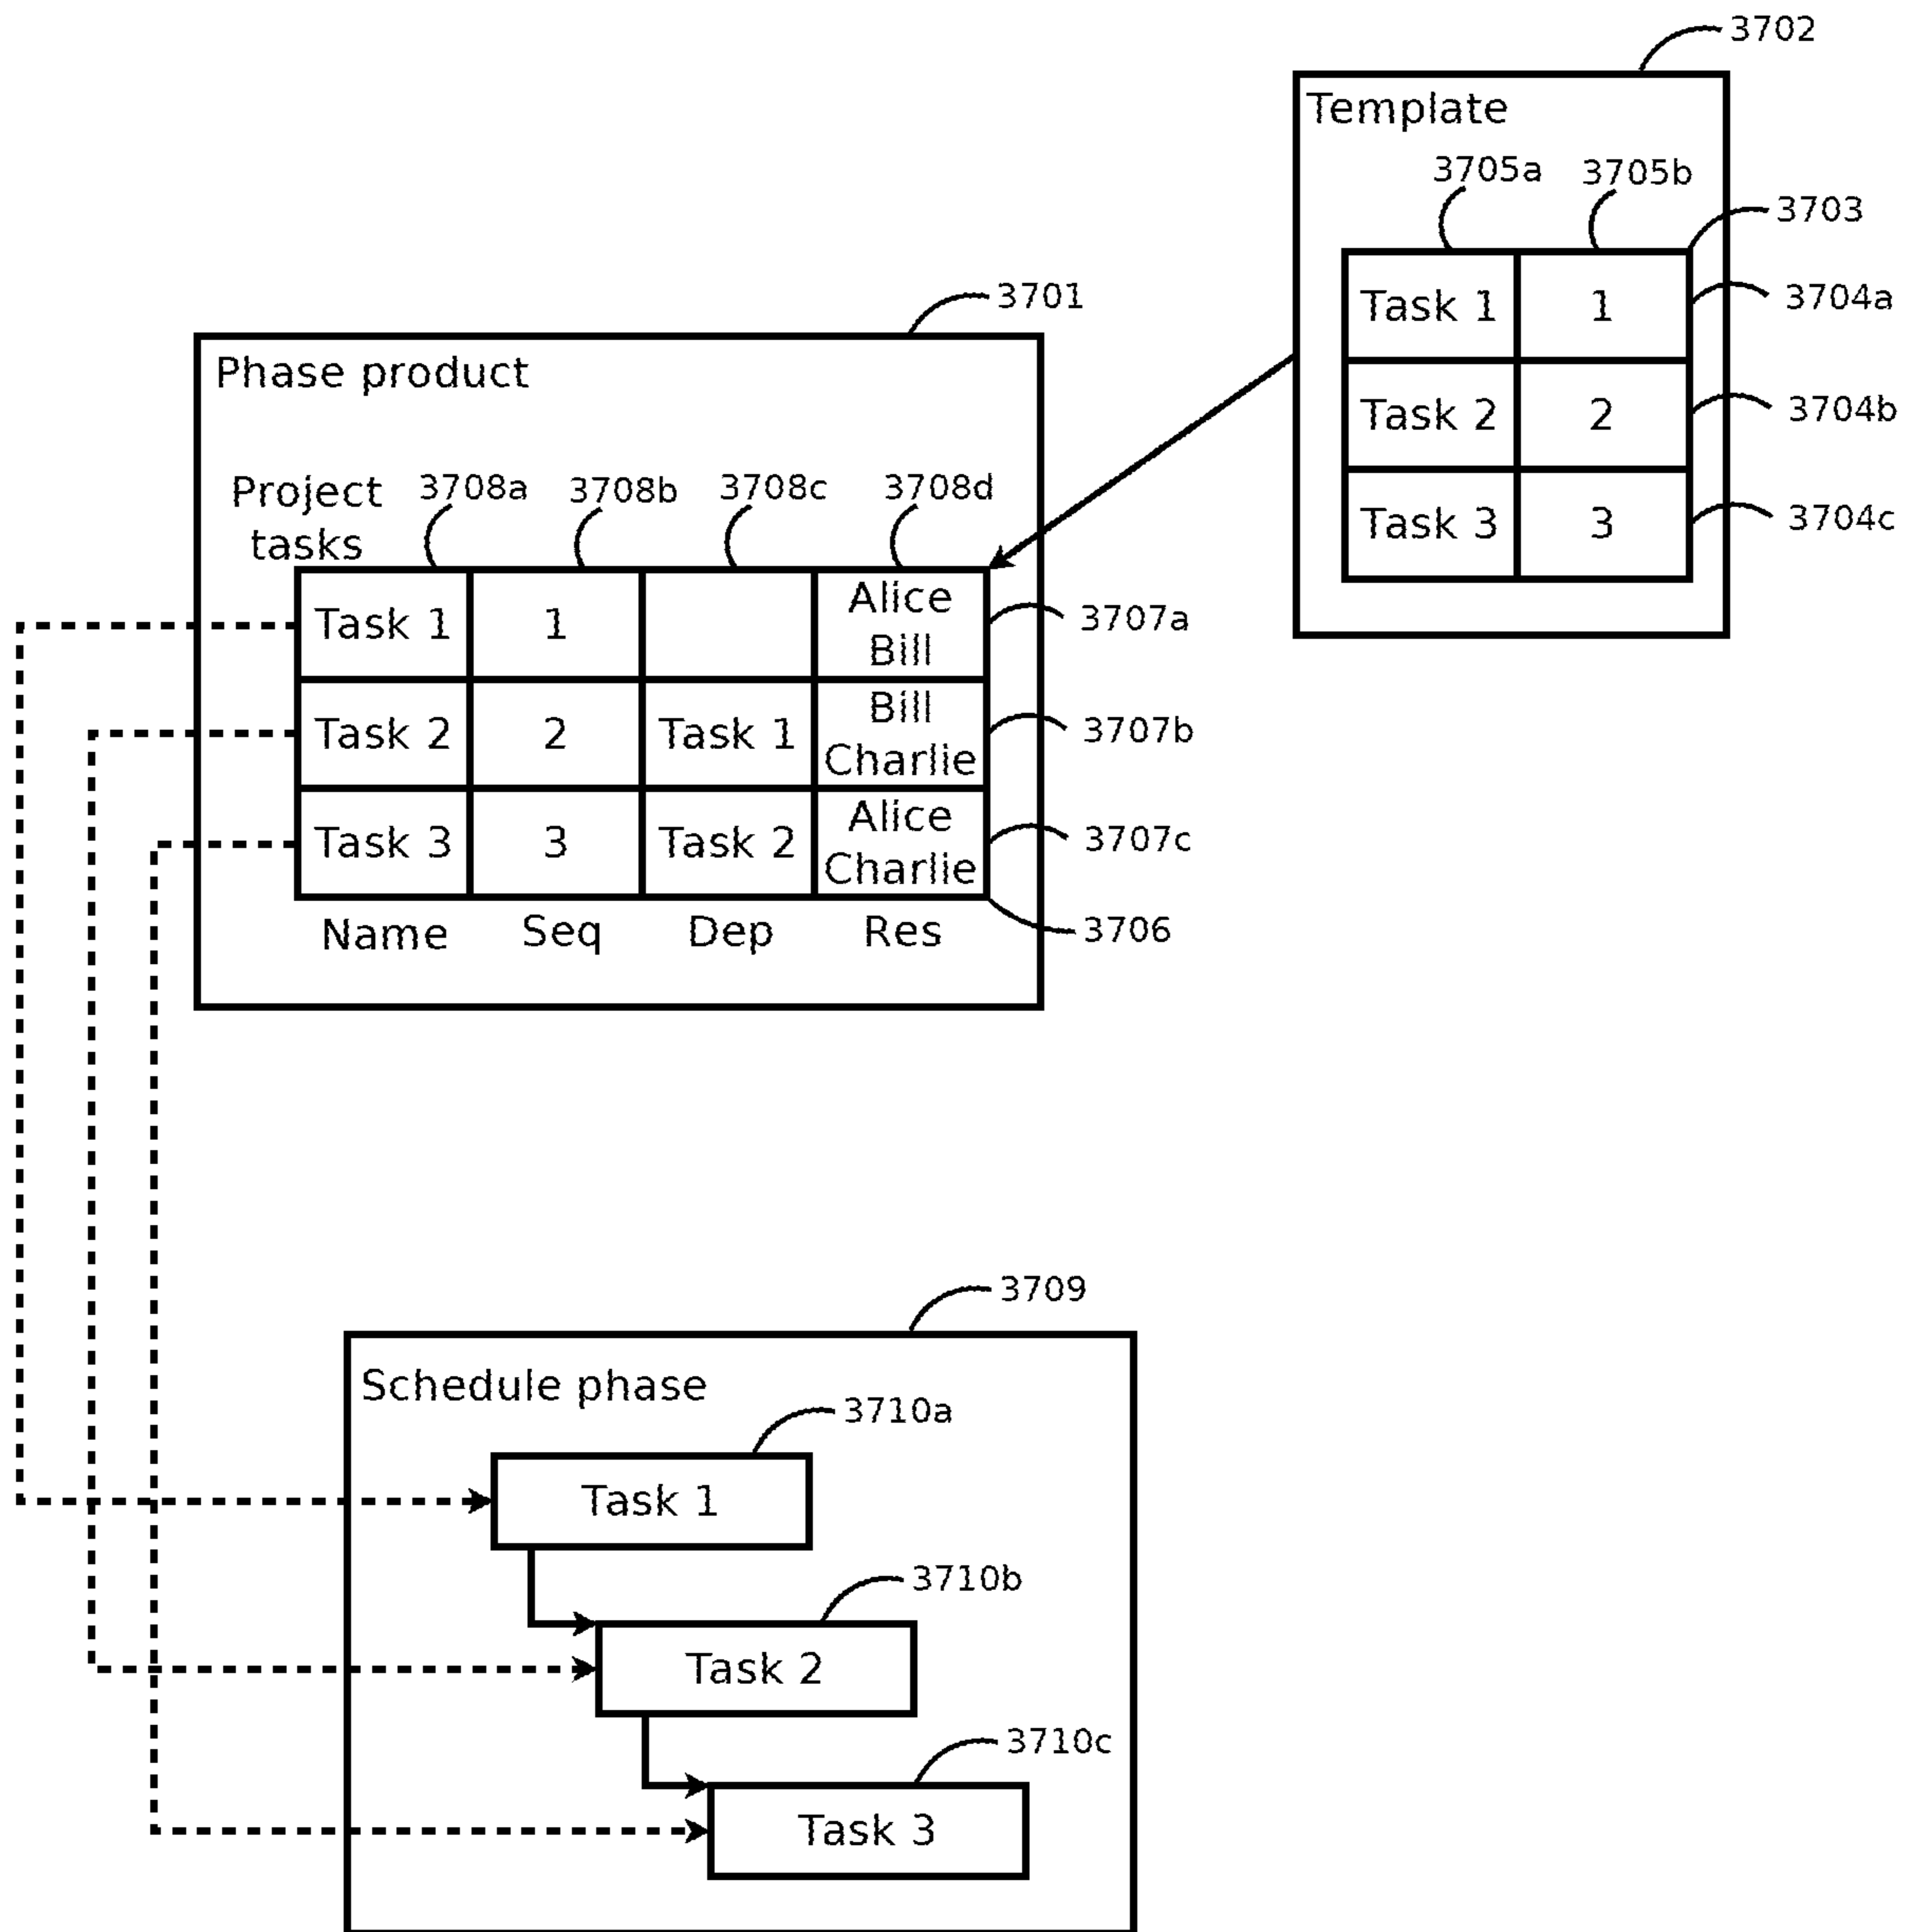 3702
Template
3705a 3705b
3703
Task 1 1 3704a
Task 2 2 3704b
Task 3 3 3704c
3701
Phase product
Project
tasks
3708a 3708b 3708c 3708d
Task 1 1 Alice
Bill
3707a
Task 2 2 Task 1 Bill
Charlie
3707b
Task 3 3 Task 2 Alice
Charlie
3707c
Name Seq Dep Res
3706
3709
Schedule phase
3710a
Task 1
3710b
Task 2
3710c
Task 3